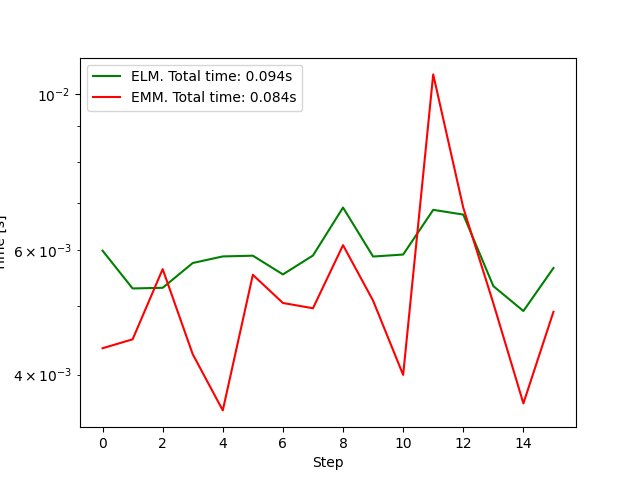 ELM. Total time: 0.094s
EMM. Total time: 0.084s
10⁻²
6 × 10⁻³
4 × 10⁻³
[s]
0 2 4 6 8 10 12 14
Step